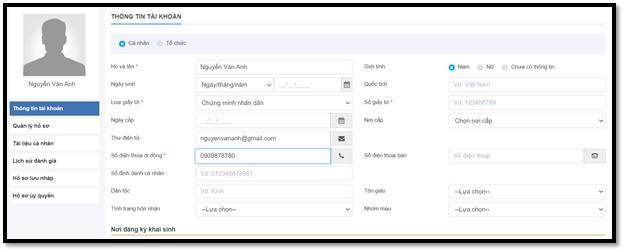 THÔNG TIN TÀI KHOẢN
Cá nhân Tổ chức
Nguyễn Văn Anh
Thông tin tài khoản
Quản lý hồ sơ
Tài liệu cá nhân
Lịch sử đánh giá
Hồ sơ lưu nháp
Hồ sơ ủy quyền
Họ và tên * Nguyễn Văn Anh Giới tính Nam Nữ Chưa có thông tin
Ngày sinh Ngày/tháng/năm __/__/____ Quốc tịch Vd: Việt Nam
Loại giấy tờ * Chứng minh nhân dân Số giấy tờ * Vd: 123456789
Ngày cấp __/__/____ Nơi cấp Chọn nơi cấp
Thư điện tử nguyenvananh@gmail.com
Số điện thoại di động * 0909878780 Số điện thoại bàn Số điện thoại
Số định danh cá nhân Vd: 012345678987
Dân tộc Vd: Kinh Tôn giáo --Lựa chọn--
Tình trạng hôn nhân --Lựa chọn-- Nhóm máu --Lựa chọn--
Nơi đăng ký khai sinh